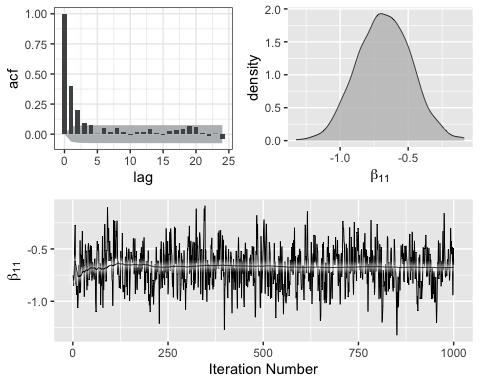 1.00
0.75
0.50
0.25
0.00
acf
0 5 10 15 20 25
lag
2.0
1.5
1.0
0.5
0.0
density
-1.0 -0.5
β₁₁
-0.5
-1.0
β₁₁
0 250 500 750 1000
Iteration Number